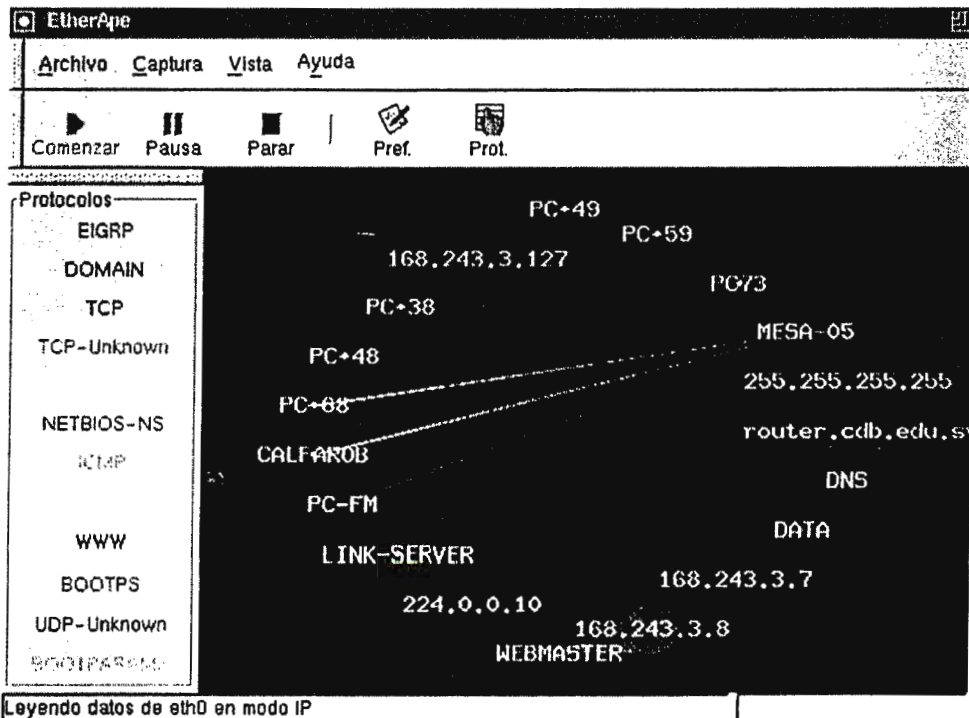 EtherApe
Archivo Captura Vista Ayuda
Comenzar Pausa Parar Pref. Prot.
Protocolos
EIGRP
DOMAIN
TCP
TCP-Unknown
NETBIOS-NS
ICMP
WWW
BOOTPS
UDP-Unknown
PC-49
PC-59
168.243.3.127
PC73
PC-38
MESA-05
PC-48
255.255.255.255
PC-68
router.cdb.edu.sv
CALFAROB
DNS
PC-FM
DATA
LINK-SERVER
168.243.3.7
224.0.0.10
168.243.3.8
WEBMASTER
Leyendo datos de eth0 en modo IP